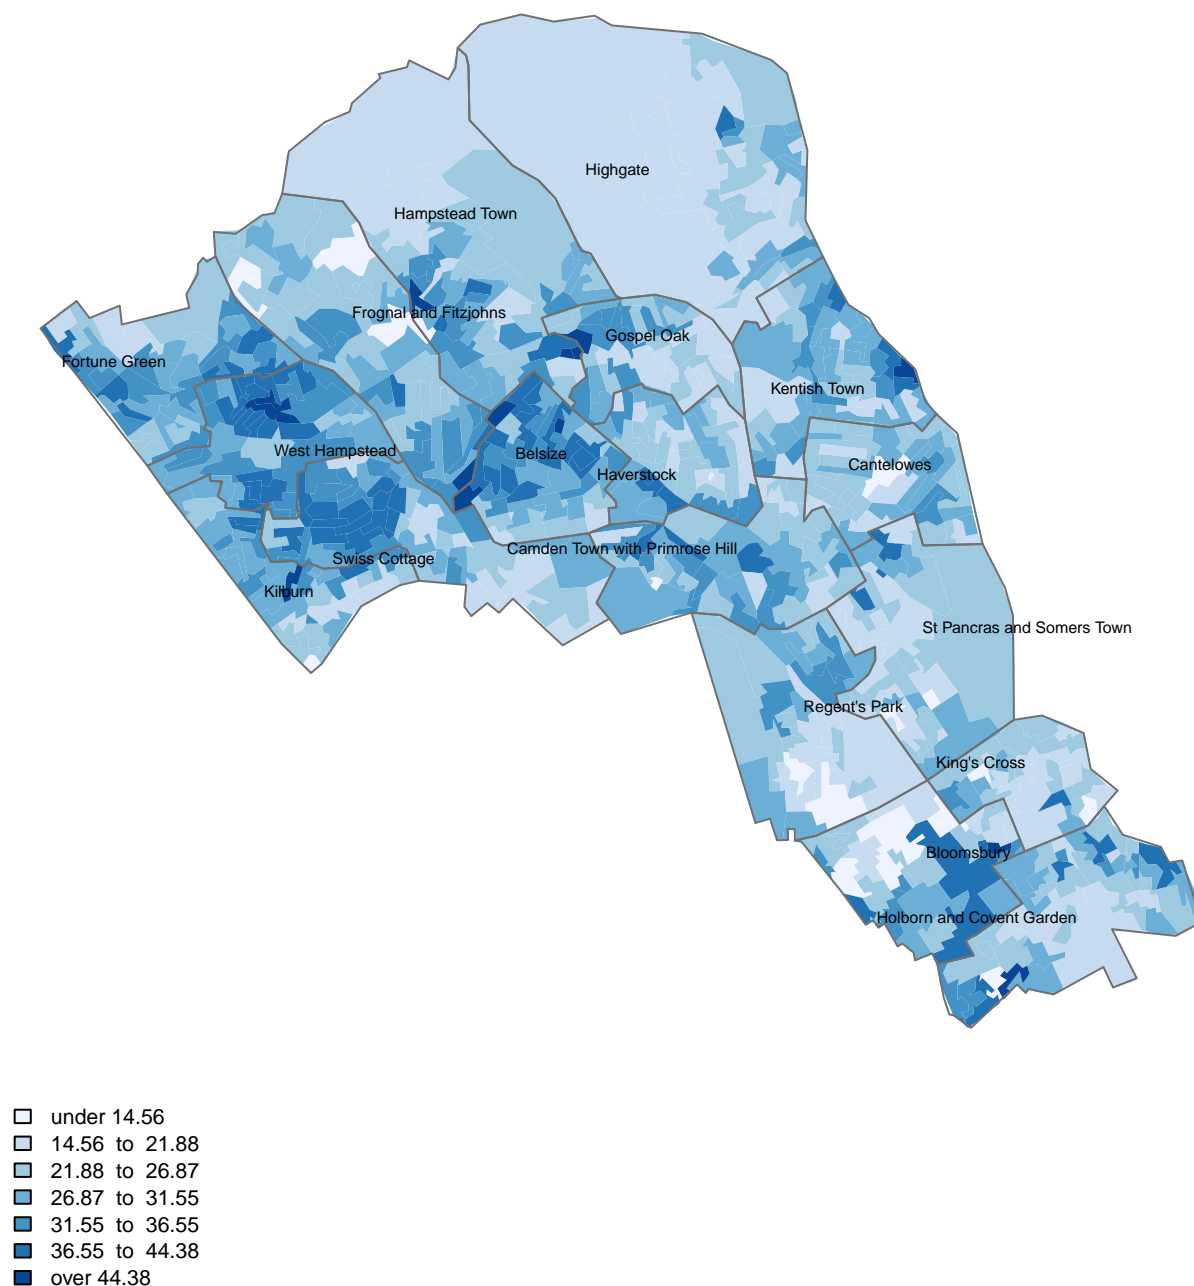 Highgate
Hampstead Town
Frognal and Fitzjohns
Gospel Oak
Fortune Green
Kentish Town
West Hampstead
Belsize
Cantelowes
Haverstock
Camden Town with Primrose Hill
Swiss Cottage
Kilburn
St Pancras and Somers Town
Regent's Park
King's Cross
Bloomsbury
Holborn and Covent Garden
under 14.56
14.56 to 21.88
21.88 to 26.87
26.87 to 31.55
31.55 to 36.55
36.55 to 44.38
over 44.38